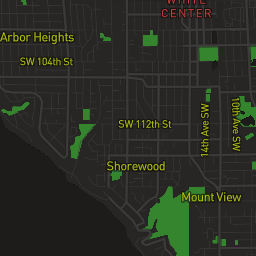 WHITE
CENTER
Arbor Heights
SW 104th St
SW 112th St
14th Ave SW
10th Ave SW
Shorewood
Mount View